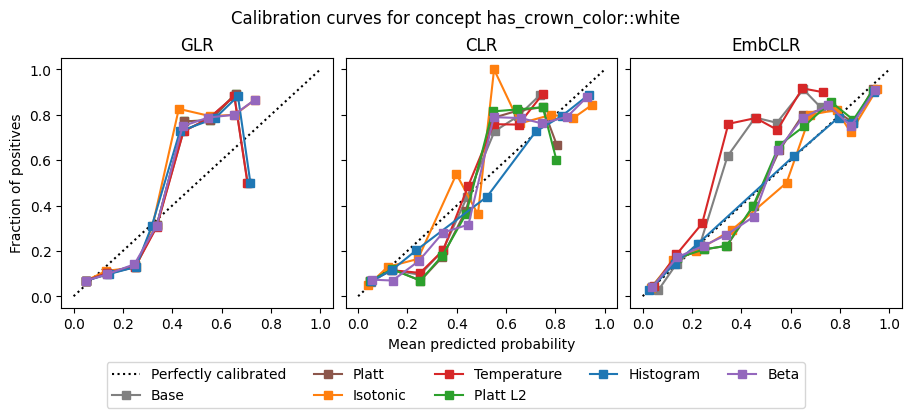 Calibration curves for concept has_crown_color::white
GLR
CLR
EmbCLR
Fraction of positives
1.0
0.8
0.6
0.4
0.2
0.0
0.0 0.2 0.4 0.6 0.8 1.0
0.0 0.2 0.4 0.6 0.8 1.0
0.0 0.2 0.4 0.6 0.8 1.0
Mean predicted probability
Perfectly calibrated Platt Temperature Histogram Beta
Base Isotonic Platt L2